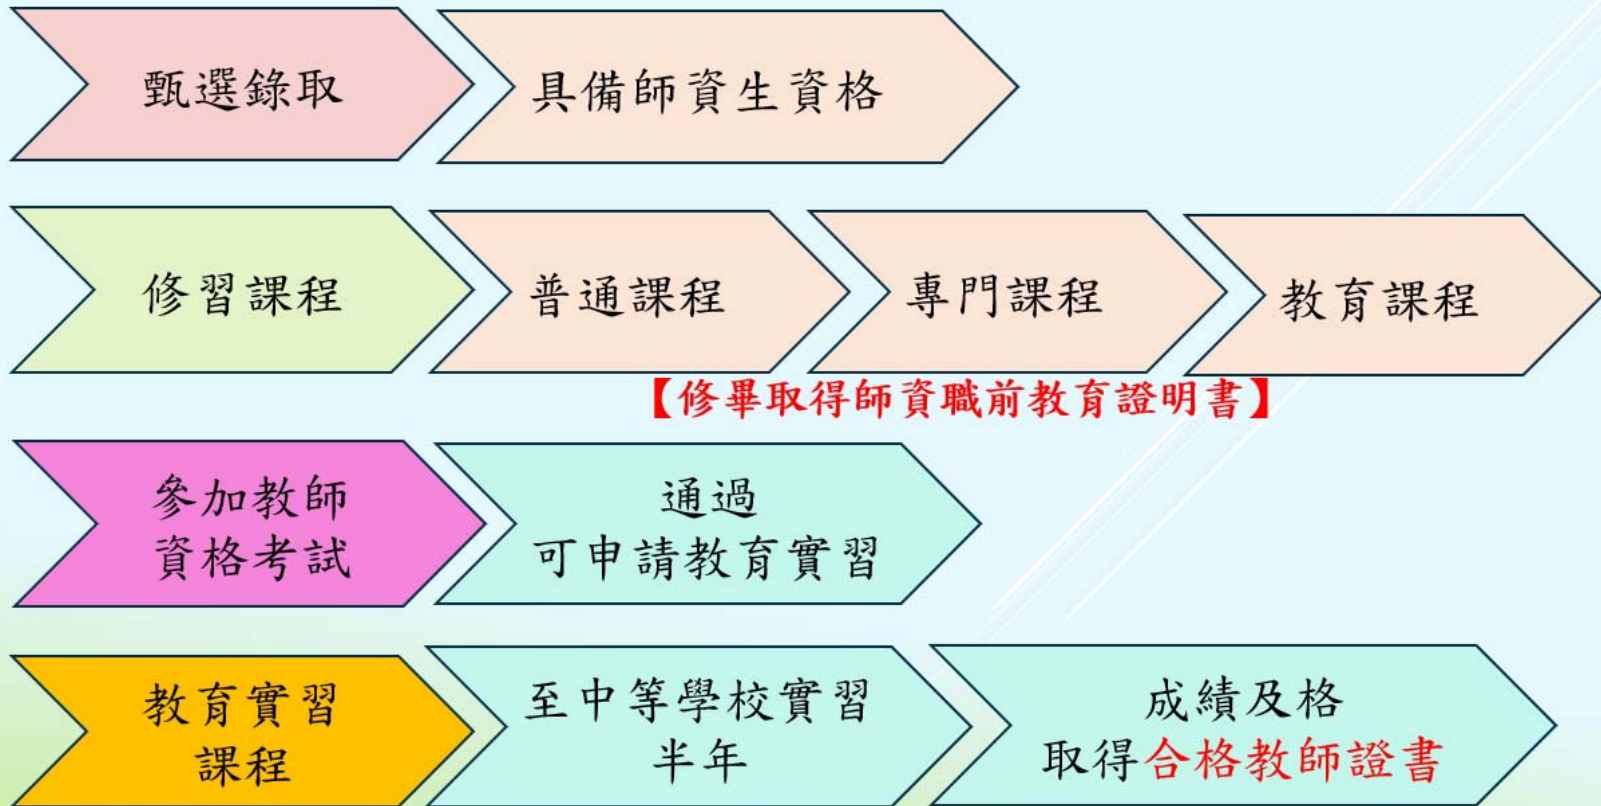 甄選錄取
具備師資生資格
修習課程
普通課程
專門課程
教育課程
【修畢取得師資職前教育證明書】
參加教師
資格考試
通過
可申請教育實習
教育實習
課程
至中等學校實習
半年
成績及格
取得合格教師證書